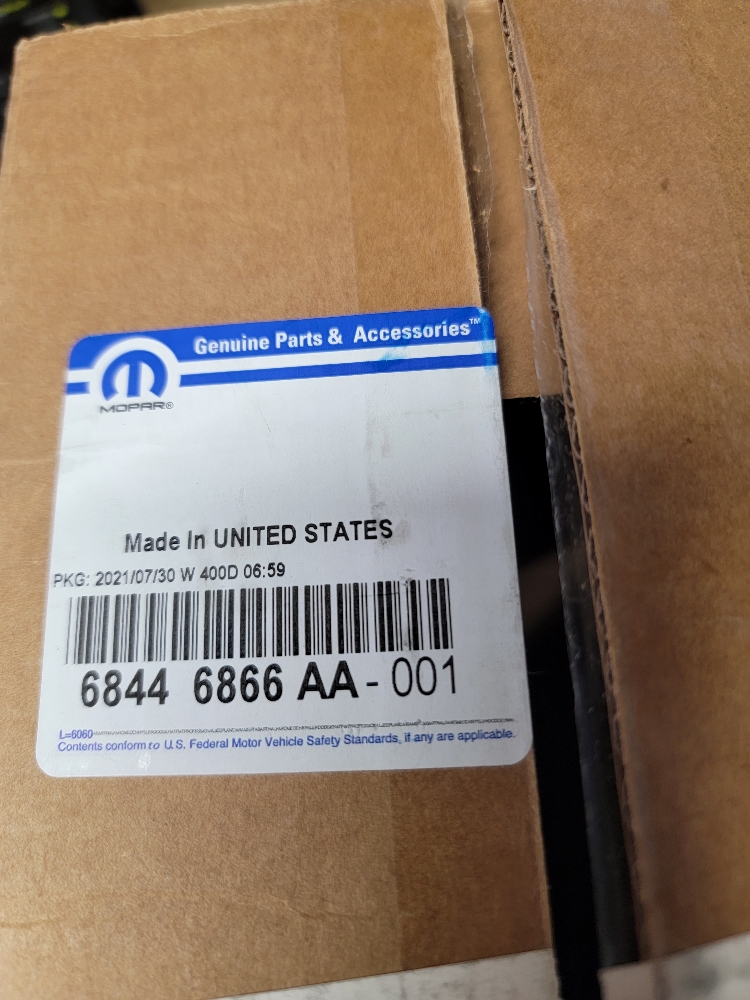 Genuine Parts & Accessories™
MOPAR®
Made In UNITED STATES
PKG: 2021/07/30 W 400D 06:59
6844 6866 AA - 001
L=6060
Contents conform to U.S. Federal Motor Vehicle Safety Standards, if any are applicable.